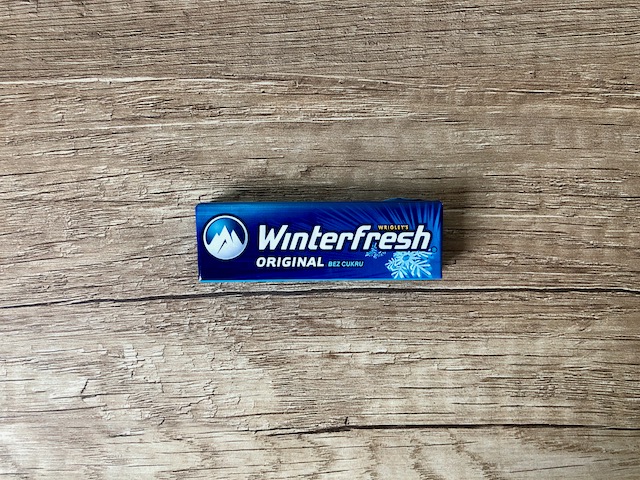 WRIGLEY'S
Winterfresh
ORIGINAL BEZ CUKRU